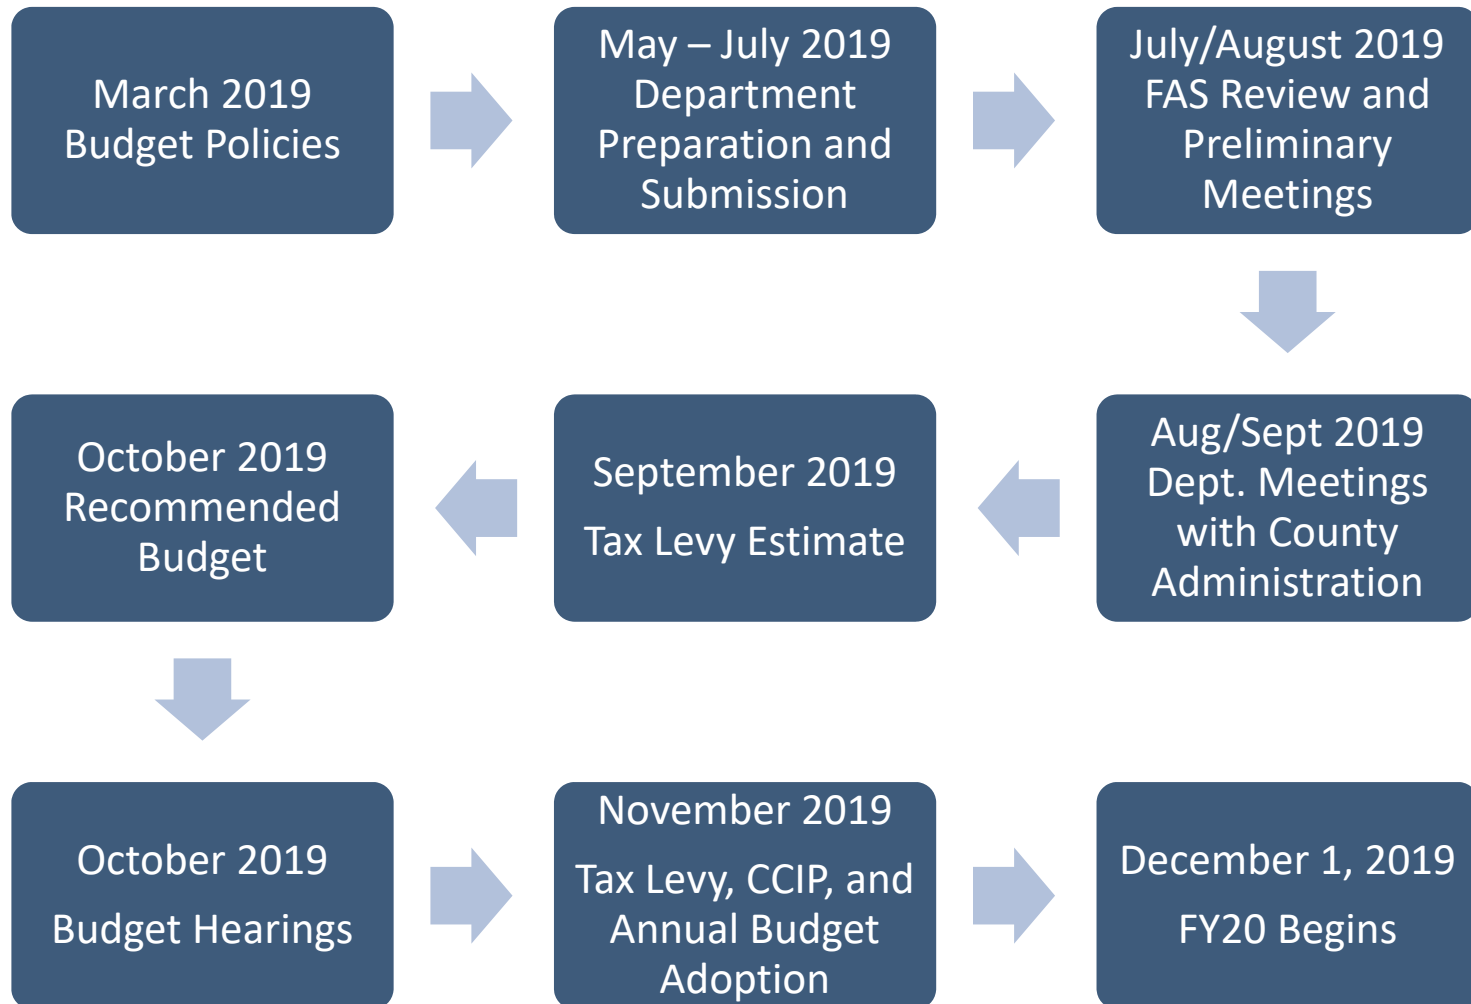 March 2019
Budget Policies
May – July 2019
Department
Preparation and
Submission
July/August 2019
FAS Review and
Preliminary
Meetings
Aug/Sept 2019
Dept. Meetings
with County
Administration
September 2019
Tax Levy Estimate
October 2019
Recommended
Budget
October 2019
Budget Hearings
November 2019
Tax Levy, CCIP, and
Annual Budget
Adoption
December 1, 2019
FY20 Begins